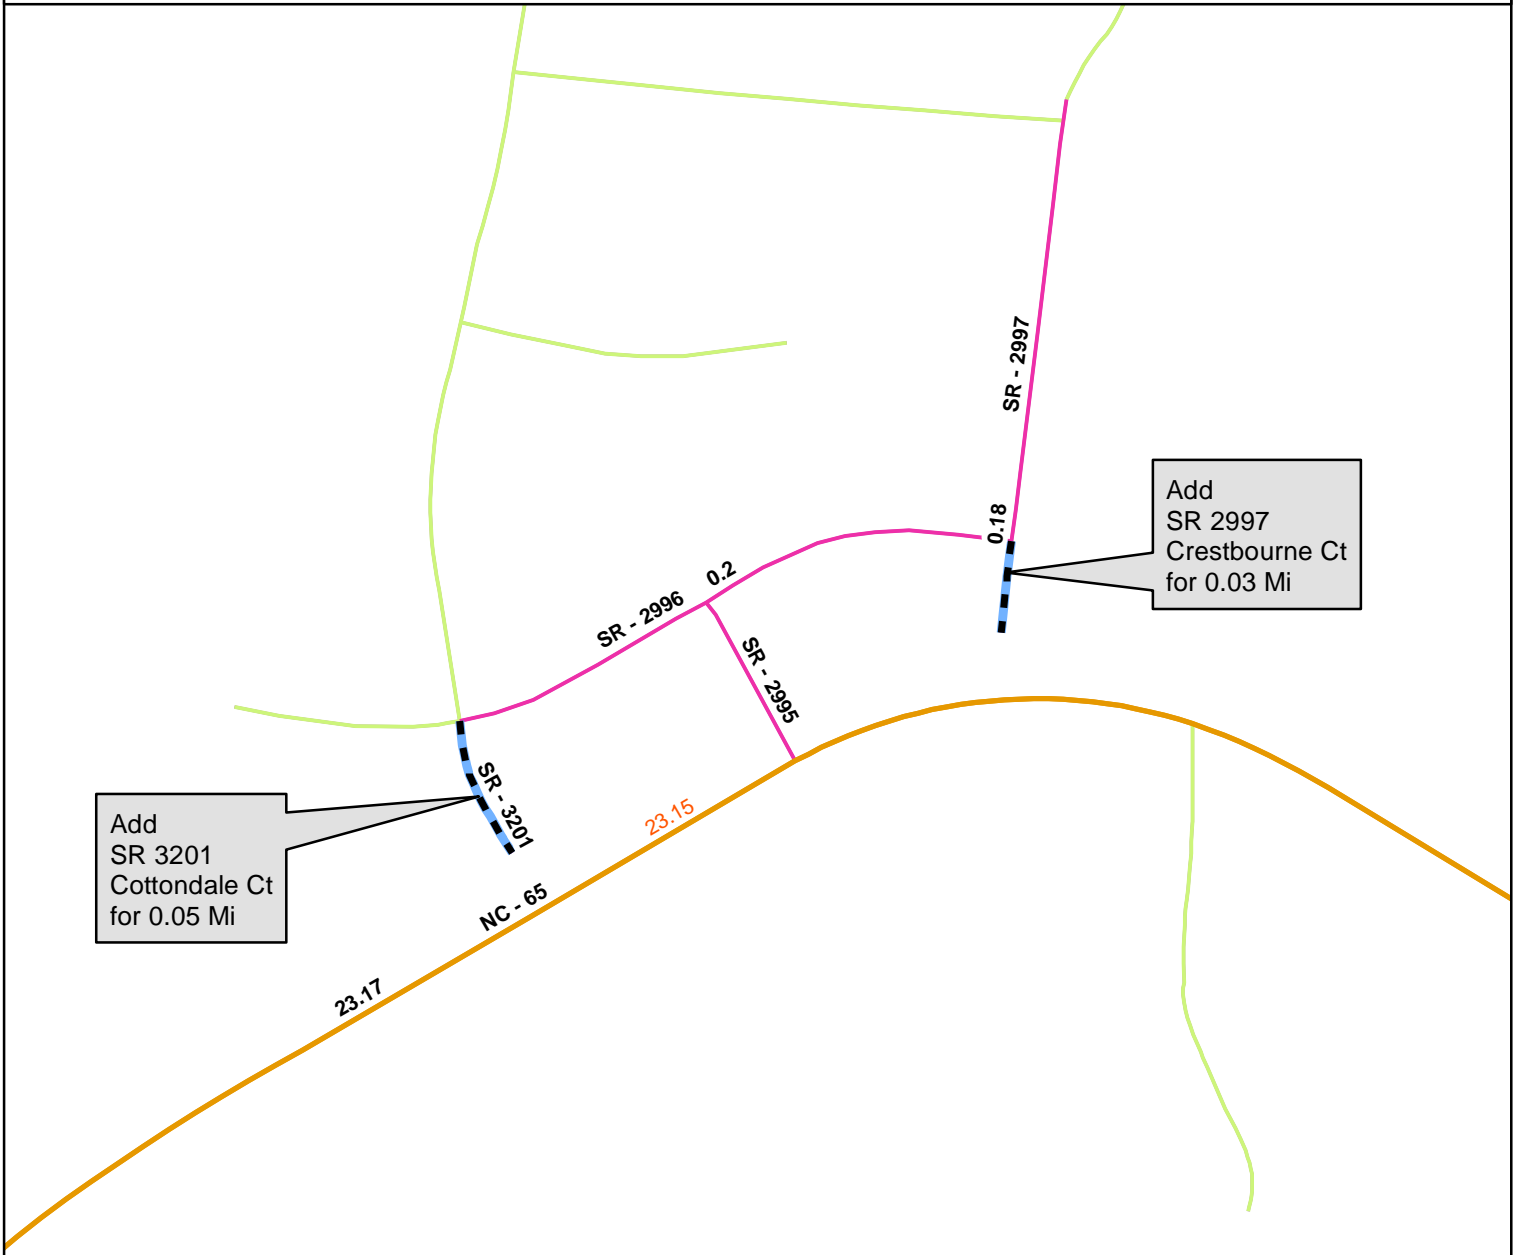 SR - 2997
Add
SR 2997
Crestbourne Ct
for 0.03 Mi
0.18
0.2
SR - 2996
SR - 2995
SR - 3201
Add
SR 3201
Cottondale Ct
for 0.05 Mi
23.15
NC - 65
23.17